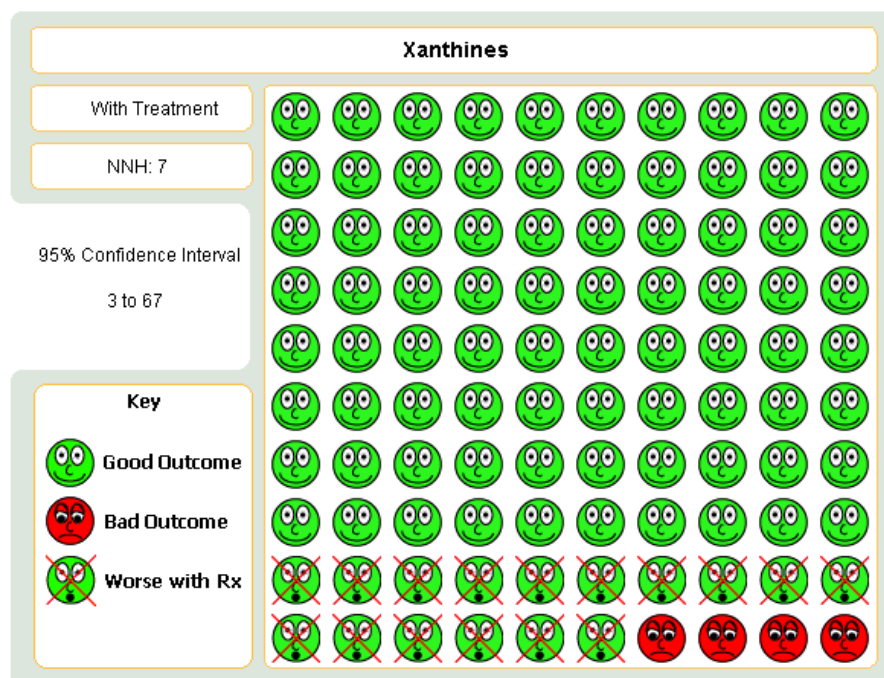 Xanthines
With Treatment
NNH: 7
95% Confidence Interval
3 to 67
Key
Good Outcome
Bad Outcome
Worse with Rx